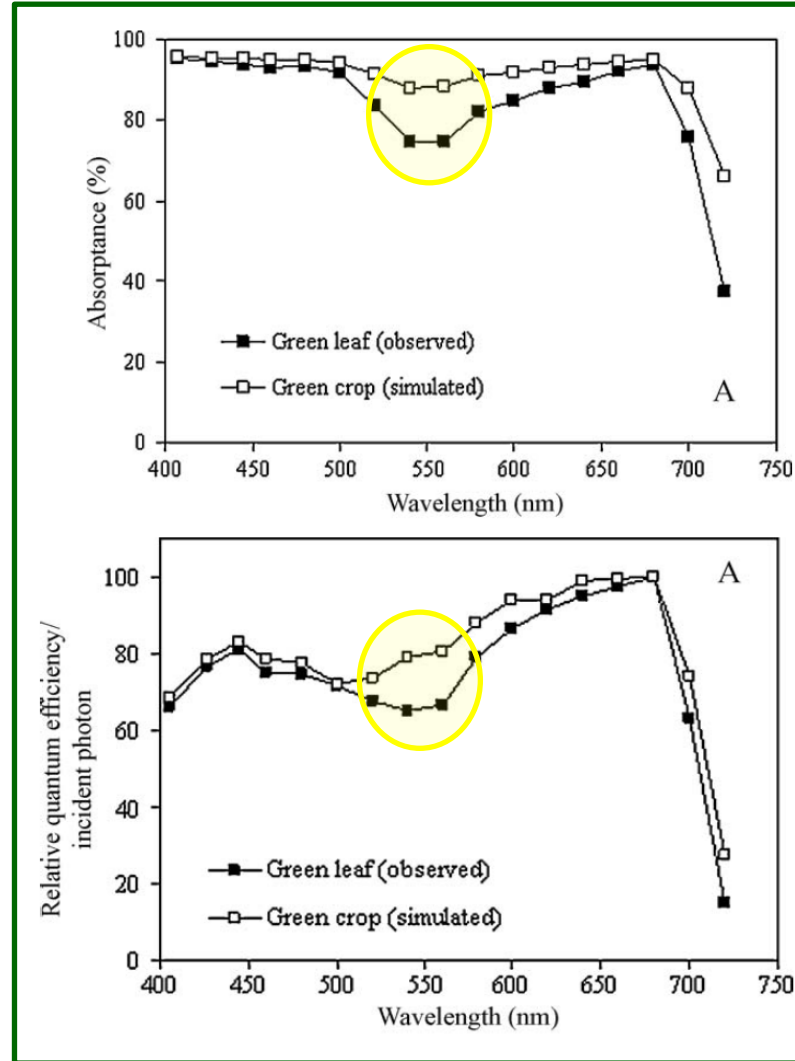 100
80
60
40
20
0
Absorptance (%)
Green leaf (observed)
Green crop (simulated)
A
400 450 500 550 600 650 700 750
Wavelength (nm)
100
80
60
40
20
0
Relative quantum efficiency/
incident photon
A
Green leaf (observed)
Green crop (simulated)
400 450 500 550 600 650 700 750
Wavelength (nm)